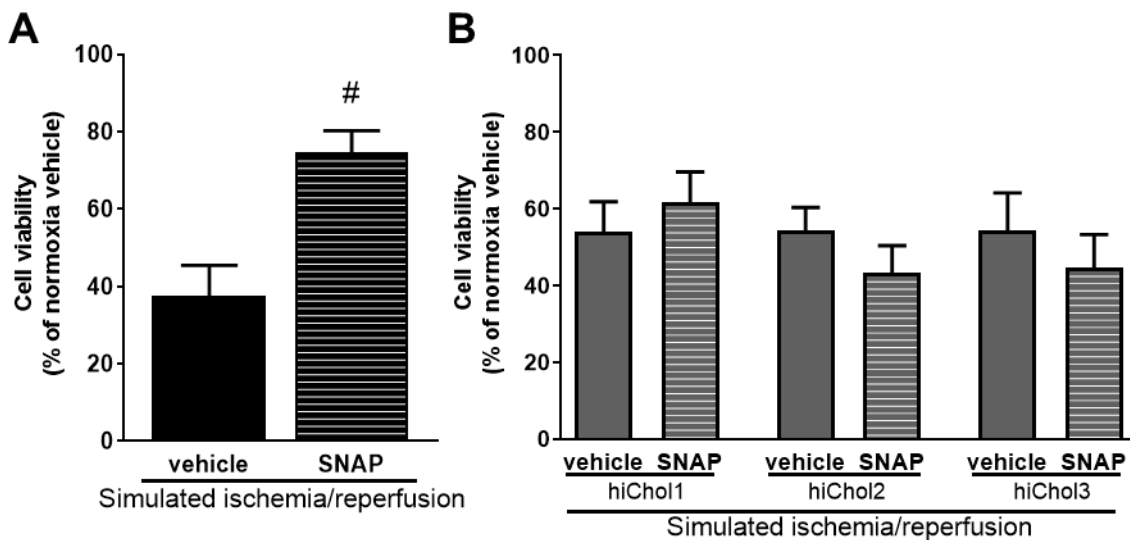 A
Cell viability
(% of normoxia vehicle)
100
80
60
40
20
0
#
vehicle SNAP
Simulated ischemia/reperfusion
B
Cell viability
(% of normoxia vehicle)
100
80
60
40
20
0
vehicle SNAP vehicle SNAP vehicle SNAP
hiChol1 hiChol2 hiChol3
Simulated ischemia/reperfusion